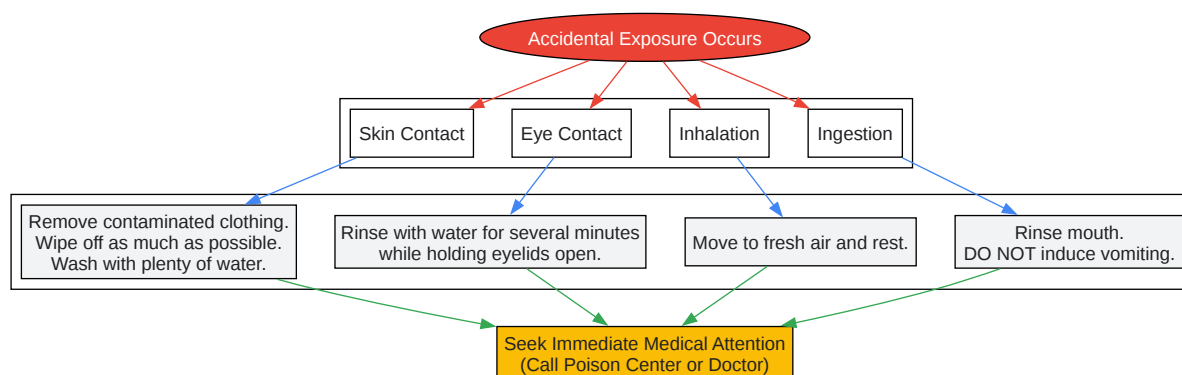 Accidental Exposure Occurs
Skin Contact
Eye Contact
Inhalation
Ingestion
Remove contaminated clothing.
Wipe off as much as possible.
Wash with plenty of water.
Rinse with water for several minutes
while holding eyelids open.
Move to fresh air and rest.
Rinse mouth.
DO NOT induce vomiting.
Seek Immediate Medical Attention
(Call Poison Center or Doctor)